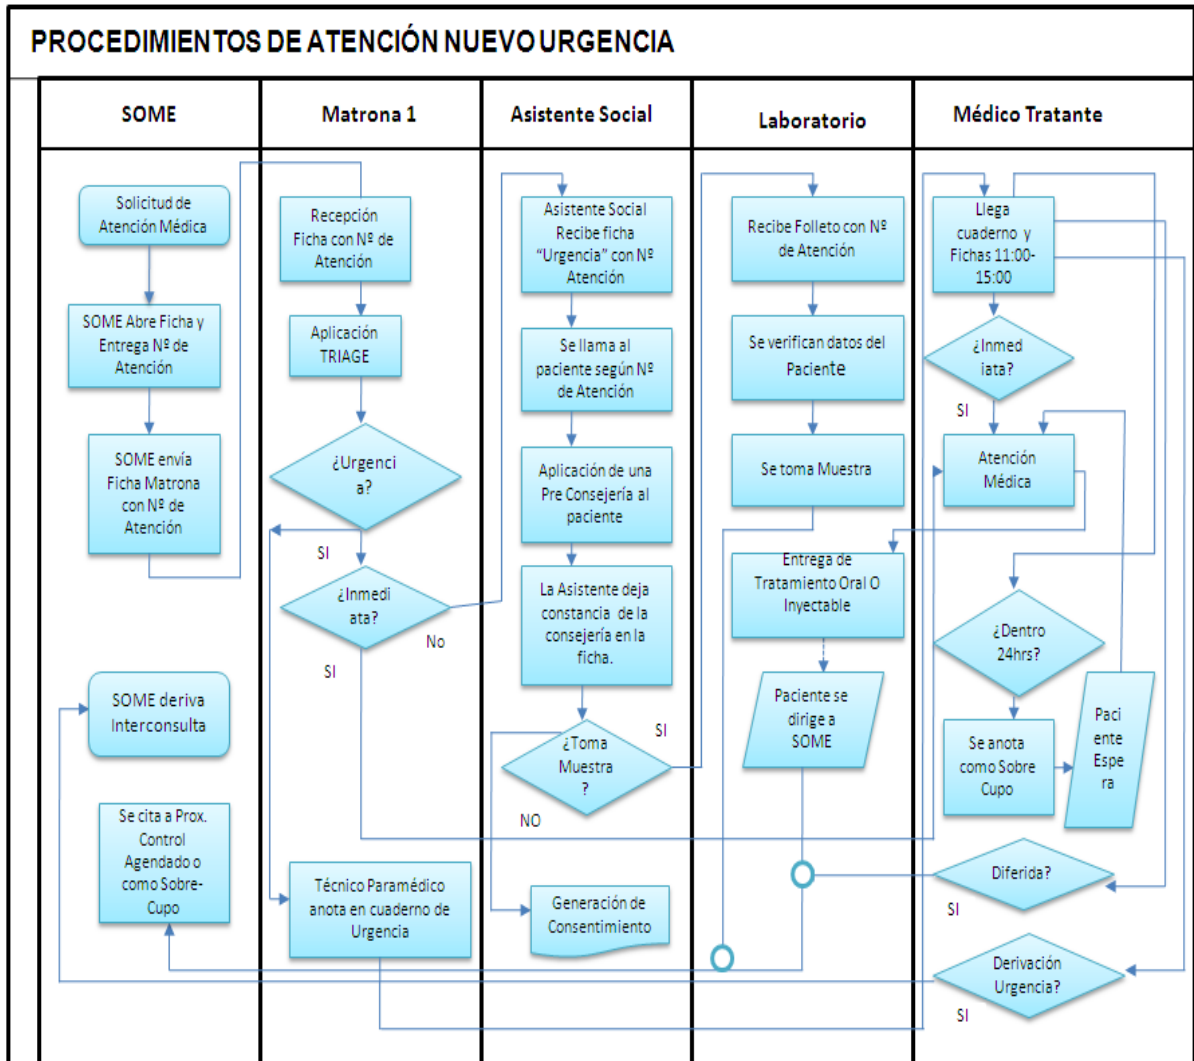 PROCEDIMIENTOS DE ATENCIÓN NUEVO URGENCIA
SOME
Matrona 1
Asistente Social
Laboratorio
Médico Tratante
Solicitud de
Atención Médica
SOME Abre Ficha y
Entrega Nº de
Atención
SOME envía
Ficha Matrona
con Nº de
Atención
SOME deriva
Interconsulta
Se cita a Prox.
Control
Agendado o
como Sobre-
Cupo
Recepción
Ficha con Nº de
Atención
Aplicación
TRIAGE
¿Urgenci
a?
SI
¿Inmedi
ata?
No
SI
Técnico Paramédico
anota en cuaderno de
Urgencia
Asistente Social
Recibe ficha
“Urgencia” con Nº
Atención
Se llama al
paciente según Nº
de Atención
Aplicación de una
Pre Consejería al
paciente
La Asistente deja
constancia de la
consejería en la
ficha.
¿Toma
Muestra
?
SI
NO
Generación de
Consentimiento
Recibe Folleto con Nº
de Atención
Se verifican datos del
Paciente
Se toma Muestra
Entrega de
Tratamiento Oral O
Inyectable
Paciente se
dirige a
SOME
Llega
cuaderno y
Fichas 11:00-
15:00
¿Inmed
iata?
SI
Atención
Médica
¿Dentro
24hrs?
Se anota
como Sobre
Cupo
Paci
ente
Espe
ra
Diferida?
SI
Derivación
Urgencia?
SI